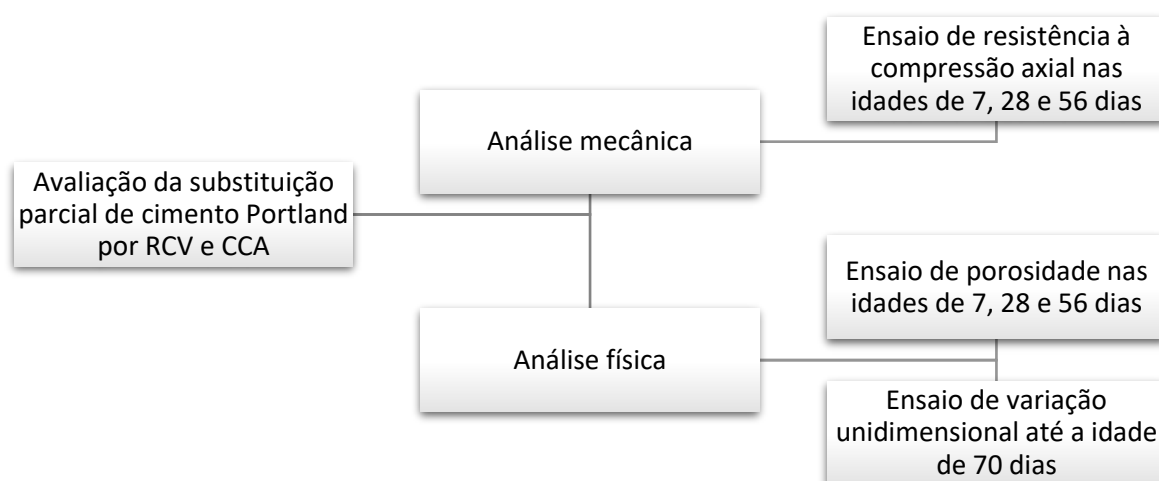 Avaliação da substituição
parcial de cimento Portland
por RCV e CCA
Análise mecânica
Ensaio de resistência à
compressão axial nas
idades de 7, 28 e 56 dias
Análise física
Ensaio de porosidade nas
idades de 7, 28 e 56 dias
Ensaio de variação
unidimensional até a idade
de 70 dias